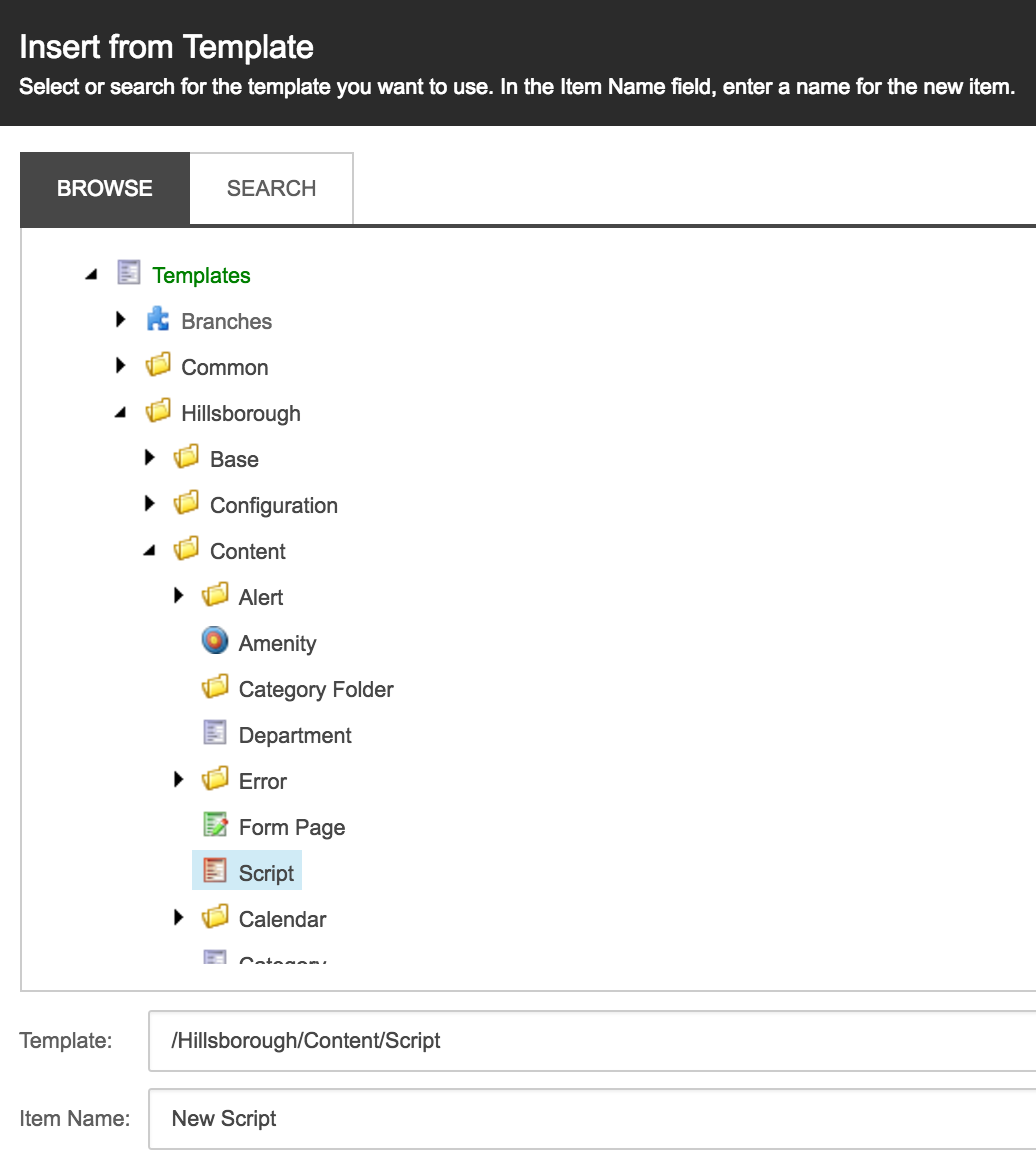 Insert from Template
Select or search for the template you want to use. In the Item Name field, enter a name for the new item.
BROWSE SEARCH
Templates
Branches
Common
Hillsborough
Base
Configuration
Content
Alert
Amenity
Category Folder
Department
Error
Form Page
Script
Calendar
Category
Template: /Hillsborough/Content/Script
Item Name: New Script